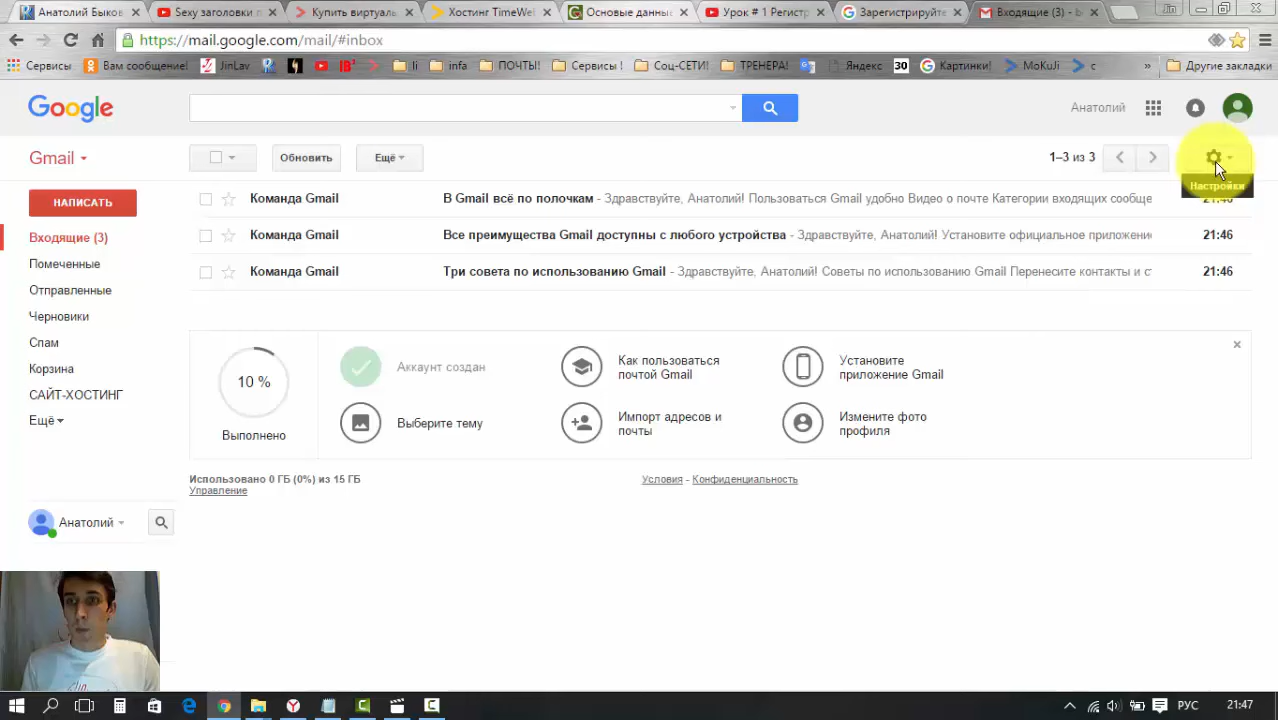 Анатолий Быков
Sexy заголовки г
Купить виртуаль
Хостинг TimeWeb
Основые данны
Урок # 1 Регистр
Зарегистрируйте
Входящие (3) - b
https://mail.google.com/mail/#inbox
Сервисы
Вам сообщение!
JinLav
li
infa
ПОЧТЫ!
Сервисы !
Соц-СЕТИ!
ТРЕНЕРА!
Яндекс
30
Картинки!
MoKuJi
с
»
Другие закладки
Google
Анатолий
Gmail
Обновить
Ещё
1–3 из 3
Настройки
НАПИСАТЬ
Входящие (3)
Помеченные
Отправленные
Черновики
Спам
Корзина
САЙТ-ХОСТИНГ
Ещё
Команда Gmail В Gmail всё по полочкам - Здравствуйте, Анатолий! Пользоваться Gmail удобно Видео о почте Категории входящих сообще 21:46
Команда Gmail Все преимущества Gmail доступны с любого устройства - Здравствуйте, Анатолий! Установите официальное приложение 21:46
Команда Gmail Три совета по использованию Gmail - Здравствуйте, Анатолий! Советы по использованию Gmail Перенесите контакты и с 21:46
10 %
Выполнено
Аккаунт создан
Выберите тему
Как пользоваться
почтой Gmail
Импорт адресов и
почты
Установите
приложение Gmail
Измените фото
профиля
Использовано 0 ГБ (0%) из 15 ГБ
Управление
Условия - Конфиденциальность
Анатолий
РУС
21:47